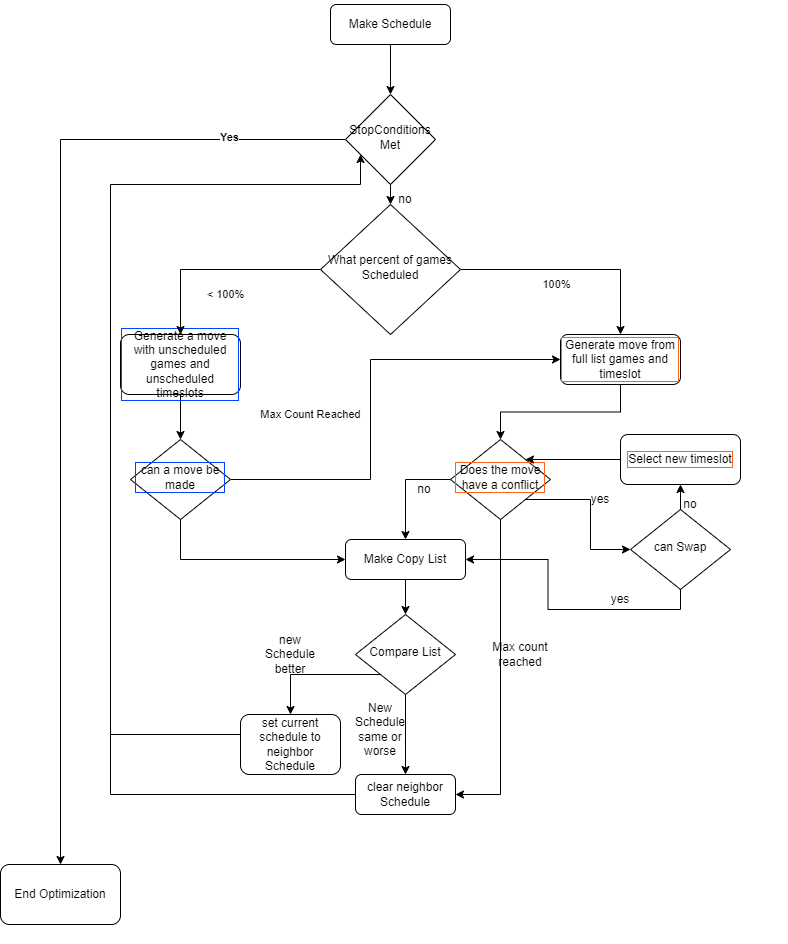 Make Schedule
StopConditions
Met
Yes
no
What percent of games
Scheduled
< 100%
100%
Generate a move
with unscheduled
games and
unscheduled
timeslots
Generate move from
full list games and
timeslot
Max Count Reached
can a move be
made
Does the move
have a conflict
Select new timeslot
no
yes
no
can Swap
Make Copy List
yes
Compare List
new
Schedule
better
Max count
reached
New
Schedule
same or
worse
set current
schedule to
neighbor
Schedule
clear neighbor
Schedule
End Optimization